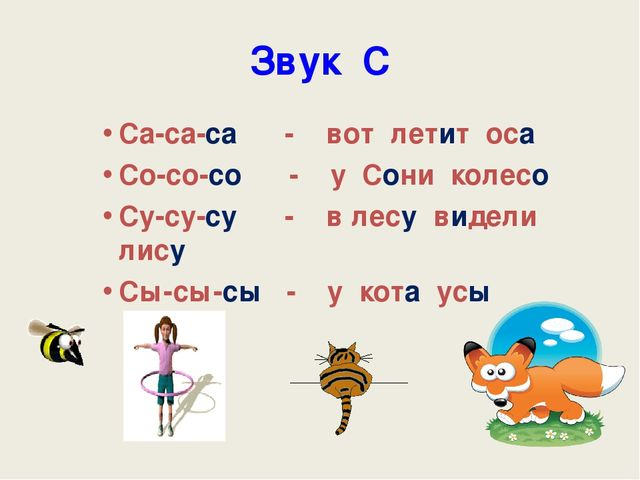 Звук С
• Са-са-са - вот летит оса
• Со-со-со - у Сони колесо
• Су-су-су - в лесу видели
лису
• Сы-сы-сы - у кота усы